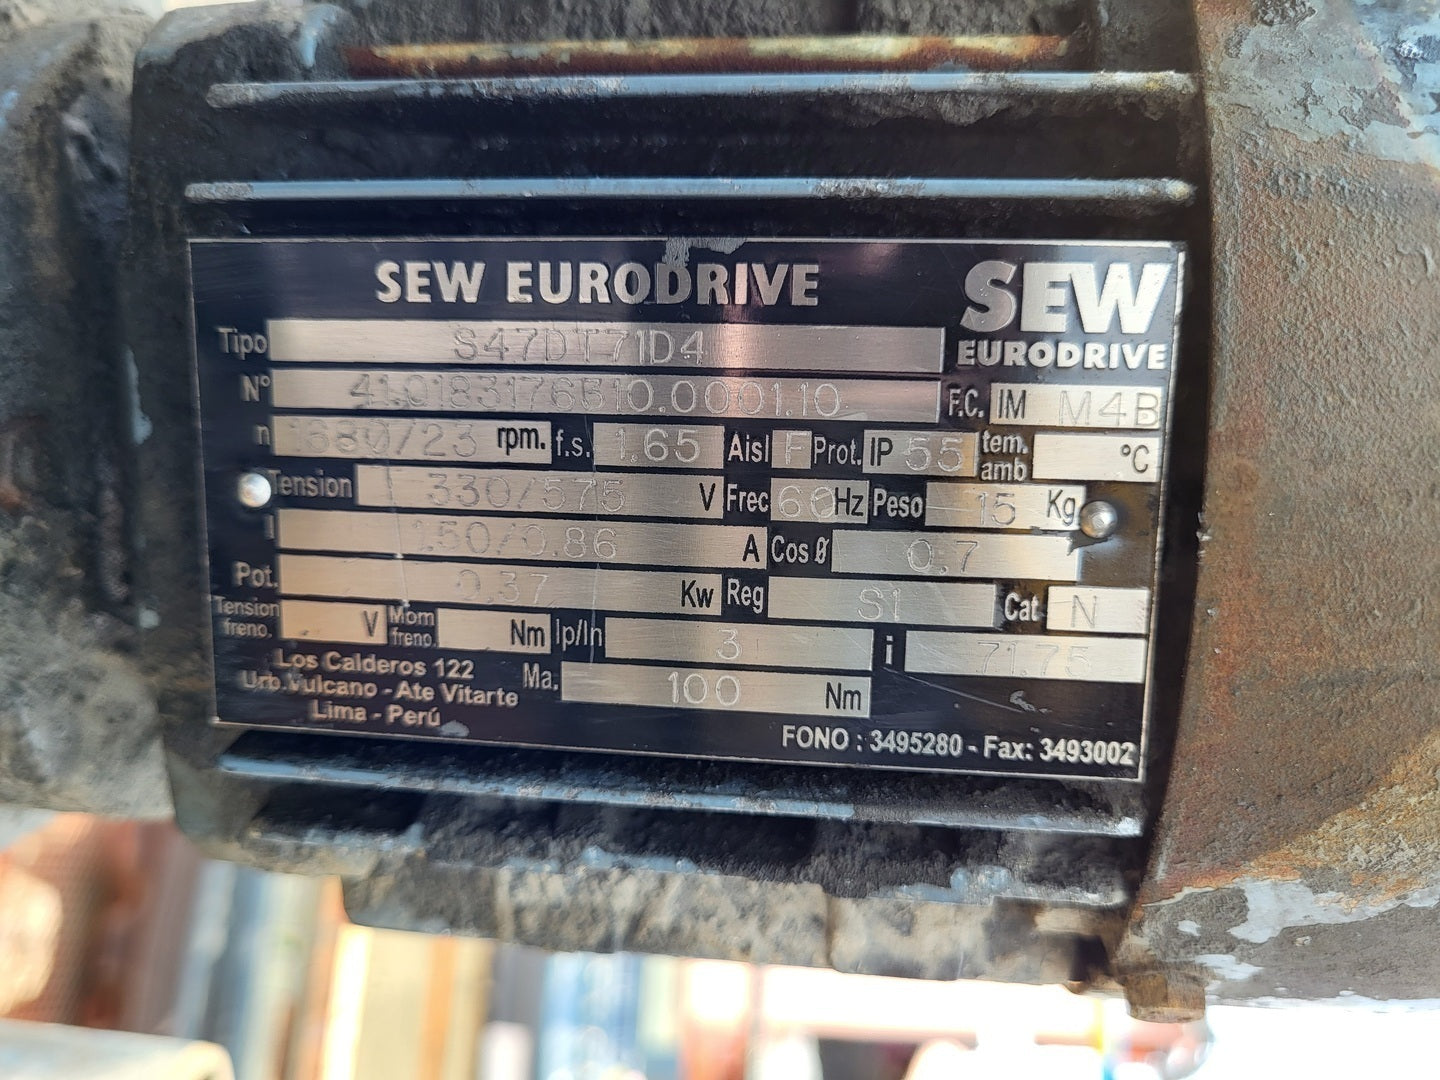 SEW EURODRIVE
SEW
EURODRIVE
Tipo S47DT71D4
Nº 41.0183176510.0001.10 F.C. IM M4B
n 1680/23 rpm. f.s. 1.65 Aisl F Prot. IP 55 tem. amb ºC
Tension 330/575 V Frec 60 Hz Peso 15 Kg
I 1.50/0.86 A Cos Ø 0.7
Pot. 0.37 Kw Reg S1 Cat N
Tension freno. V Mom freno. Nm Ip/In 3 i 71.75
Ma. 100 Nm
Los Calderos 122
Urb.Vulcano - Ate Vitarte
Lima - Perú
FONO : 3495280 - Fax: 3493002